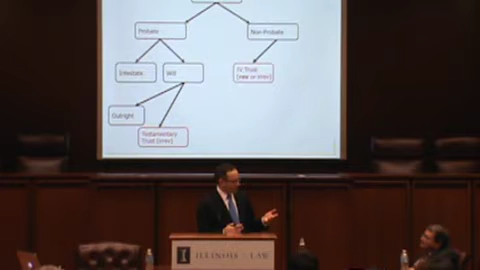 Probate
Non-Probate
Intestate
Will
IV Trust
[rev or irrev]
Outright
Testamentary
Trust [irrev]
I ILLINOIS LAW